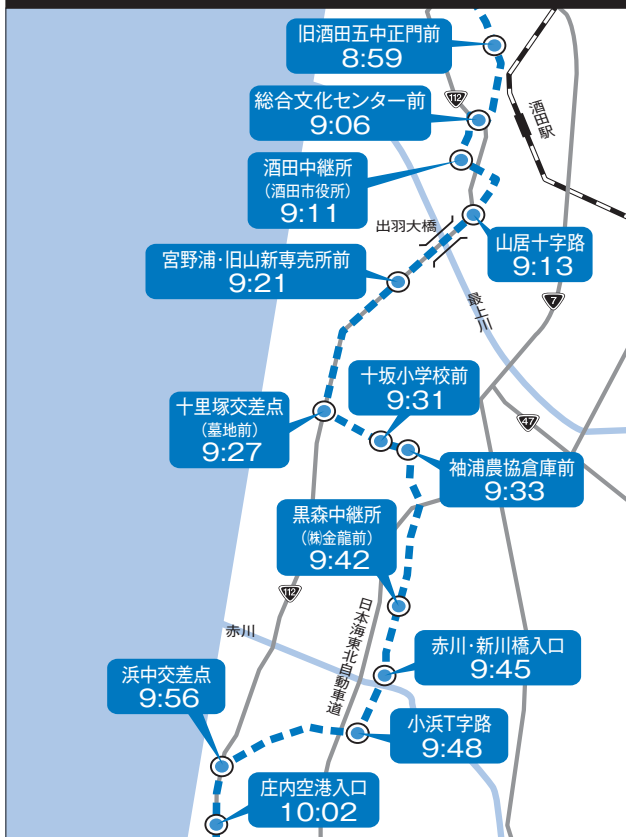 旧酒田五中正門前
8:59
112
総合文化センター前
9:06
酒田駅
酒田中継所
(酒田市役所)
9:11
出羽大橋
山居十字路
9:13
宮野浦・旧山新専売所前
9:21
最上川
7
十坂小学校前
9:31
十里塚交差点
(墓地前)
9:27
47
袖浦農協倉庫前
9:33
黒森中継所
(㈱金龍前)
9:42
112
日本海東北自動車道
赤川
赤川・新川橋入口
9:45
浜中交差点
9:56
小浜T字路
9:48
庄内空港入口
10:02